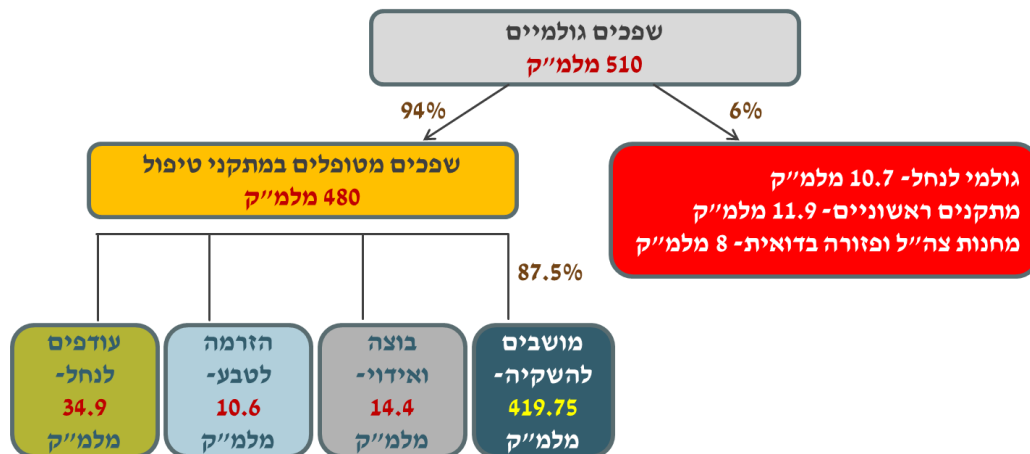 שפכים גולמיים
510 מלמ״ק
94%
6%
שפכים מטופלים במתקני טיפול
480 מלמ״ק
גולמי לנחל- 10.7 מלמ״ק
מתקנים ראשוניים- 11.9 מלמ״ק
מחנות צה״ל ופזורה בדואית- 8 מלמ״ק
87.5%
מושבים
להשקיה-
419.75
מלמ״ק
בוצה
ואידוי-
14.4
מלמ״ק
הזרמה
לטבע-
10.6
מלמ״ק
עודפים
לנחל-
34.9
מלמ״ק